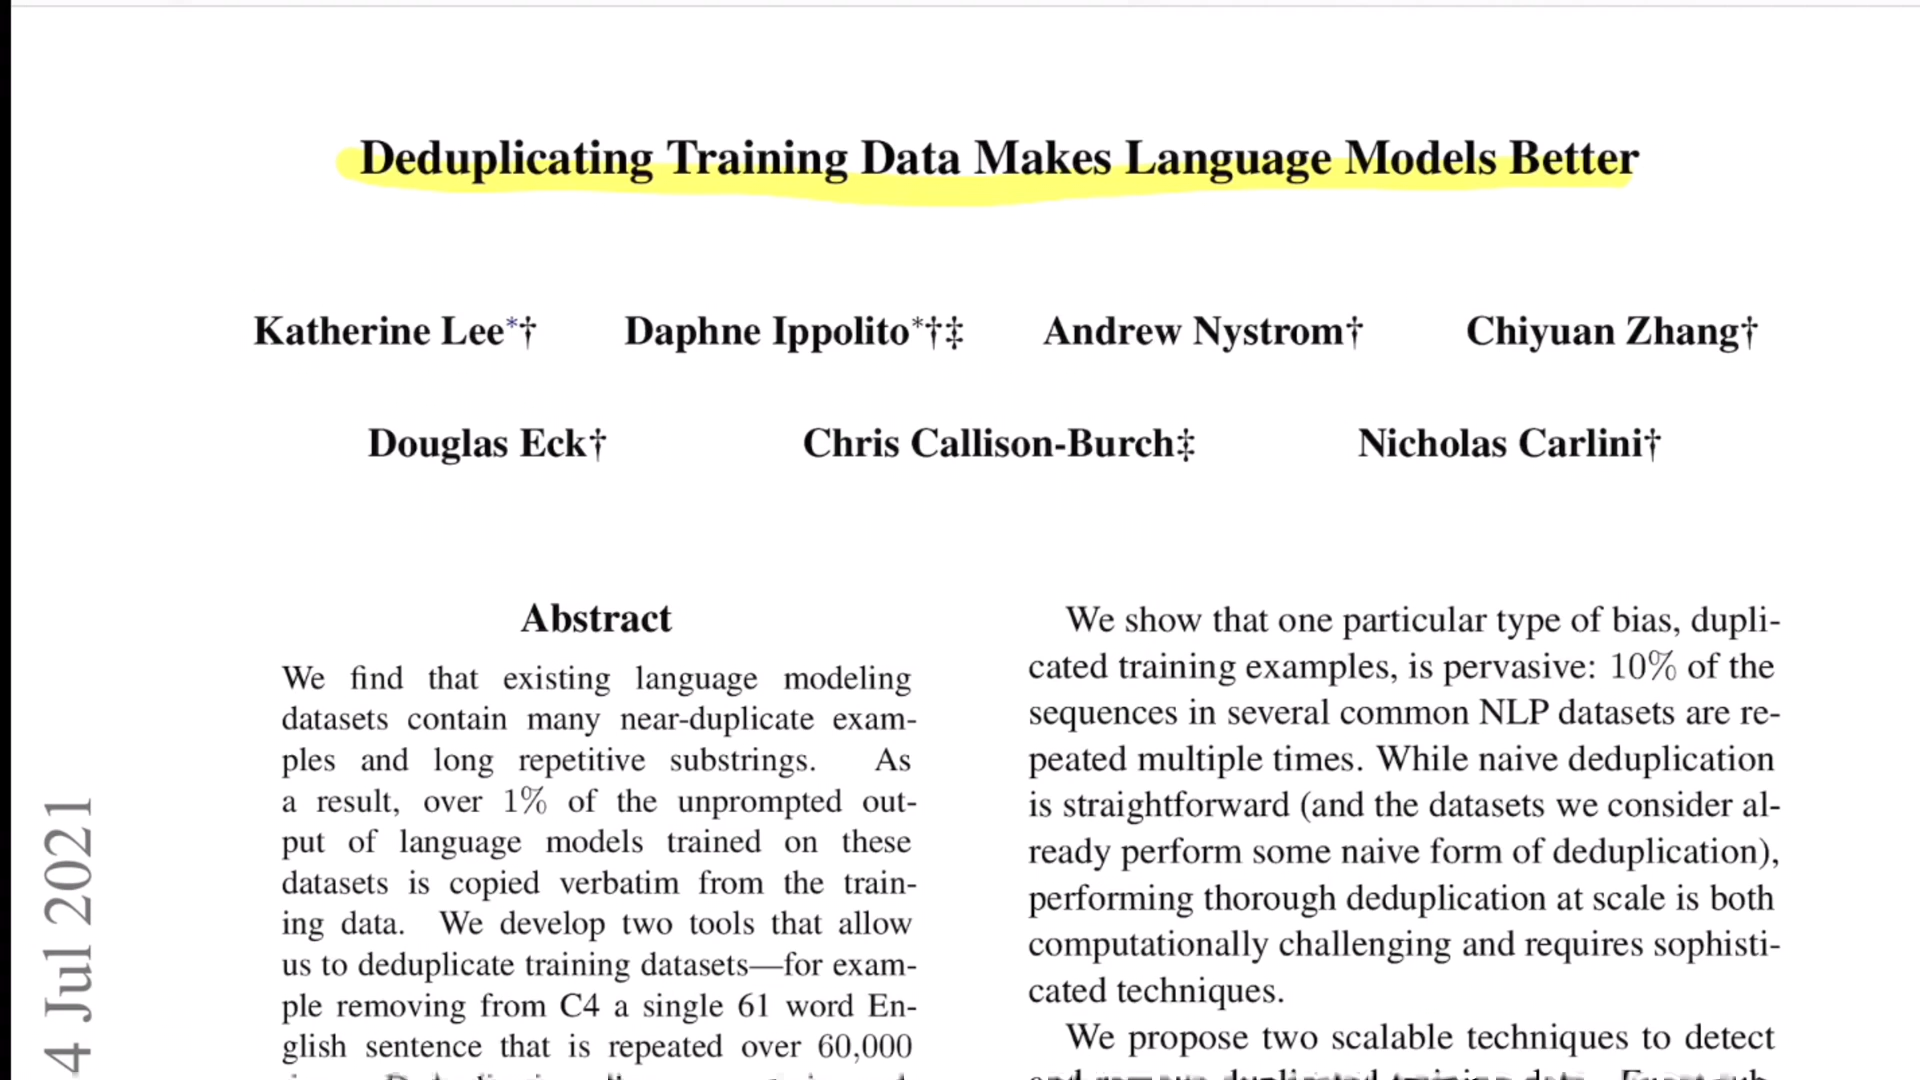 Deduplicating Training Data Makes Language Models Better
Katherine Lee*† Daphne Ippolito*†‡ Andrew Nystrom† Chiyuan Zhang†
Douglas Eck† Chris Callison-Burch‡ Nicholas Carlini†
Abstract
We find that existing language modeling
datasets contain many near-duplicate exam-
ples and long repetitive substrings. As
a result, over 1% of the unprompted out-
put of language models trained on these
datasets is copied verbatim from the train-
ing data. We develop two tools that allow
us to deduplicate training datasets—for exam-
ple removing from C4 a single 61 word En-
glish sentence that is repeated over 60,000
We show that one particular type of bias, dupli-
cated training examples, is pervasive: 10% of the
sequences in several common NLP datasets are re-
peated multiple times. While naive deduplication
is straightforward (and the datasets we consider al-
ready perform some naive form of deduplication),
performing thorough deduplication at scale is both
computationally challenging and requires sophisti-
cated techniques.
We propose two scalable techniques to detect
4 Jul 2021